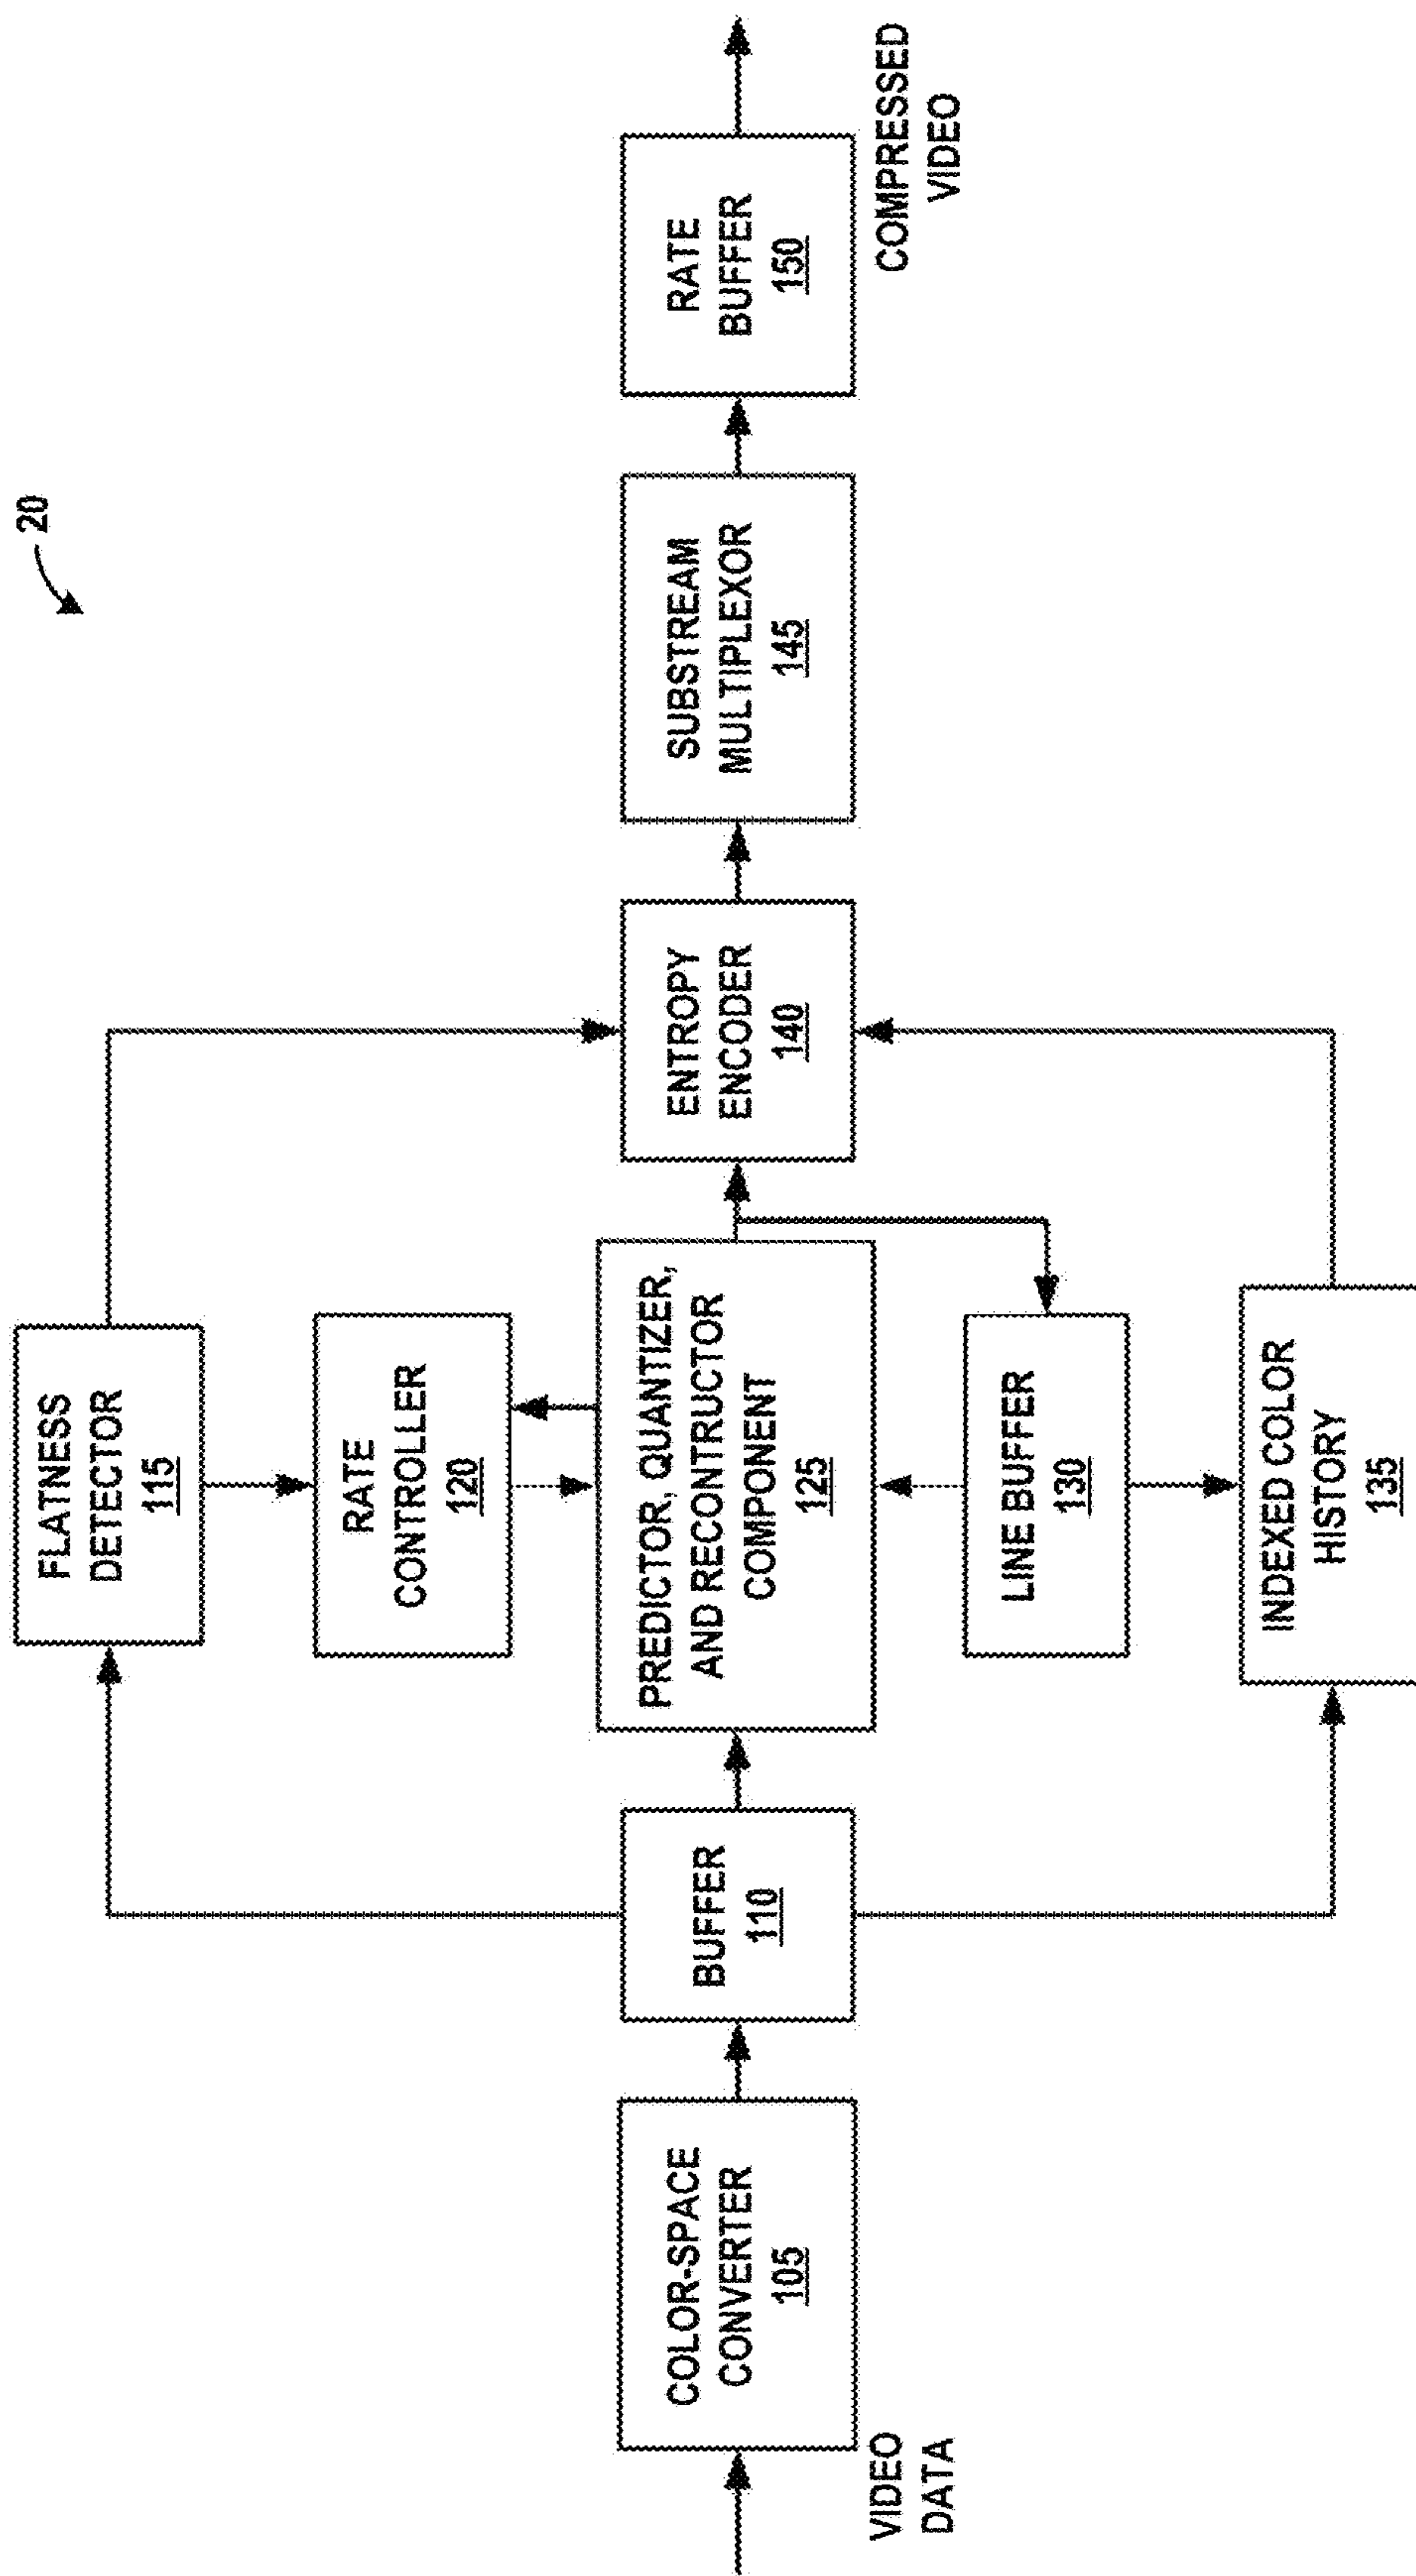 20
FLATNESS
DETECTOR
115
RATE
CONTROLLER
120
VIDEO
DATA
COLOR-SPACE
CONVERTER
105
BUFFER
110
PREDICTOR, QUANTIZER,
AND RECONTRUCTOR
COMPONENT
125
ENTROPY
ENCODER
140
SUBSTREAM
MULTIPLEXOR
145
RATE
BUFFER
150
COMPRESSED
VIDEO
LINE BUFFER
130
INDEXED COLOR
HISTORY
135